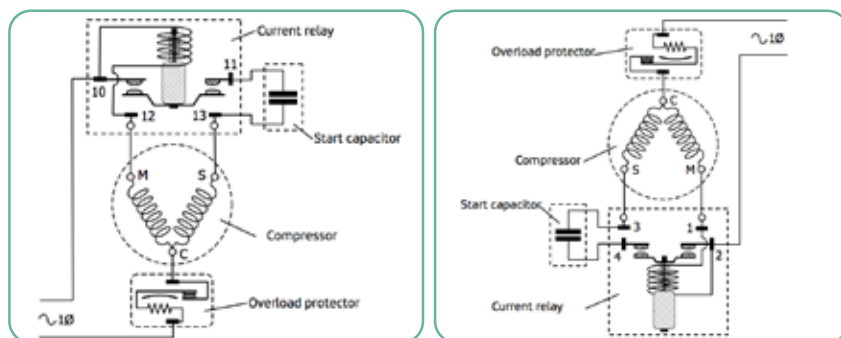 Current relay
11
10
12
13
Start capacitor
M
S
Compressor
C
Overload protector
1Ø
Overload protector
1Ø
C
Compressor
S
M
Start capacitor
3
1
4
2
Current relay